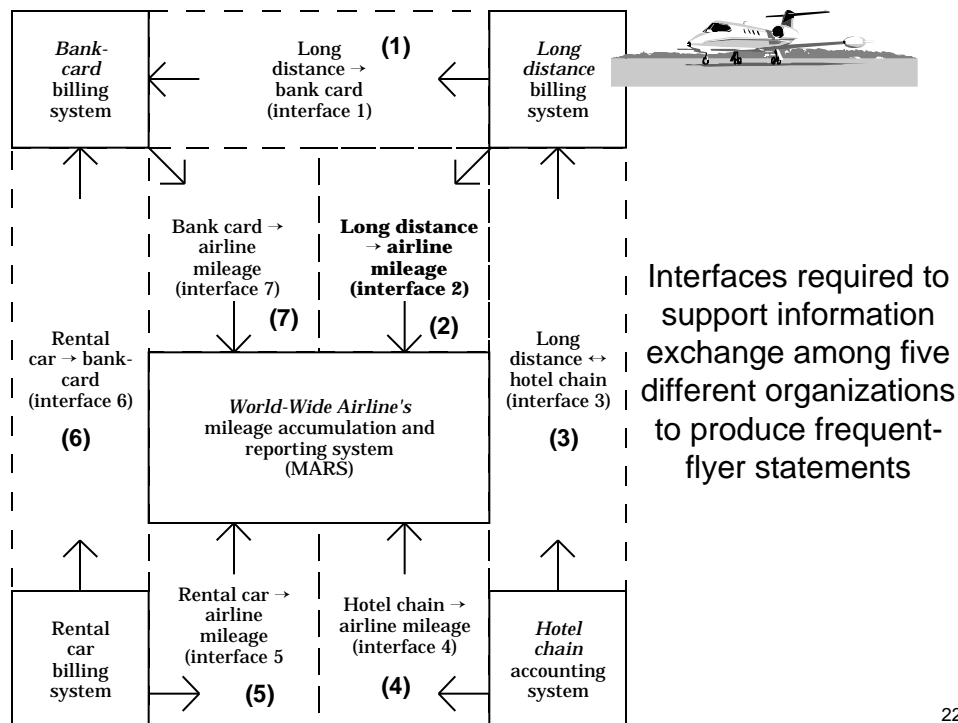 Bank-
card
billing
system
Long
distance →
bank card
(interface 1)
(1)
Long
distance
billing
system
Bank card →
airline
mileage
(interface 7)
(7)
Long distance
→ airline
mileage
(interface 2)
(2)
Rental
car → bank-
card
(interface 6)
(6)
World-Wide Airline's
mileage accumulation and
reporting system
(MARS)
Long
distance ↔
hotel chain
(interface 3)
(3)
Interfaces required to
support information
exchange among five
different organizations
to produce frequent-
flyer statements
Rental
car
billing
system
Rental car →
airline
mileage
(interface 5
(5)
Hotel chain →
airline mileage
(interface 4)
(4)
Hotel
chain
accounting
system
22